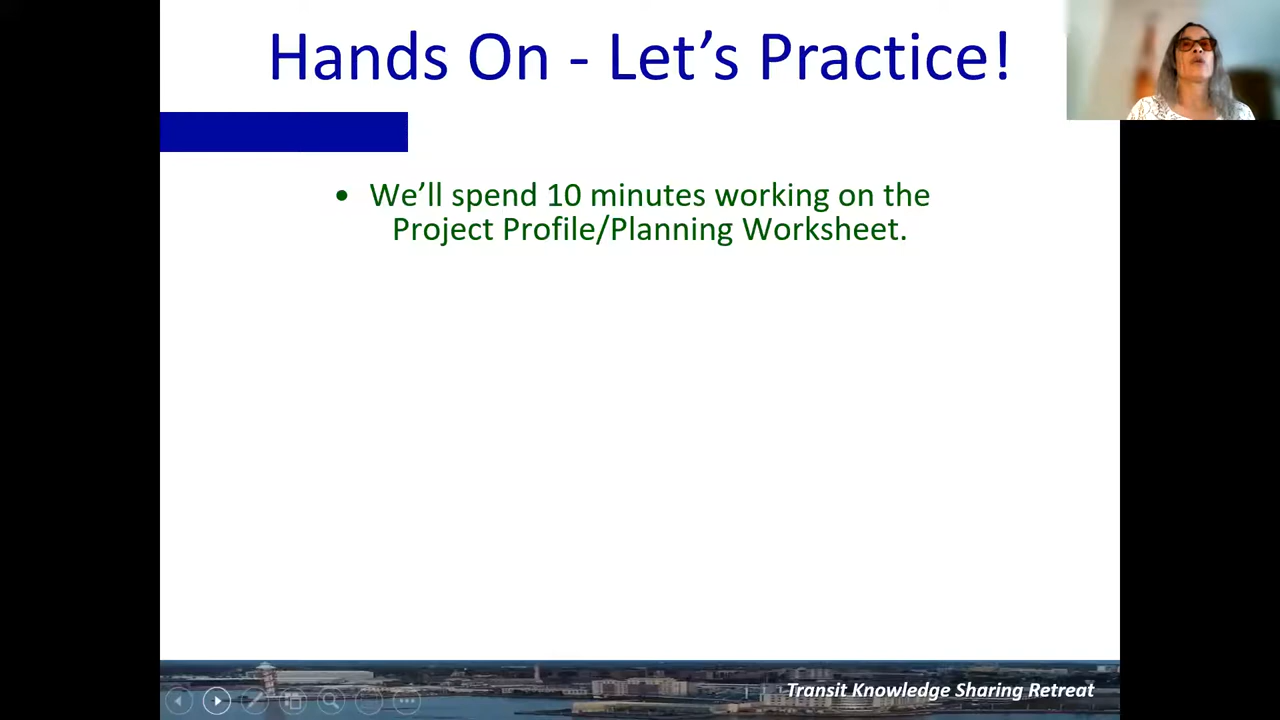 Hands On - Let’s Practice!
• We’ll spend 10 minutes working on the
Project Profile/Planning Worksheet.
Transit Knowledge Sharing Retreat